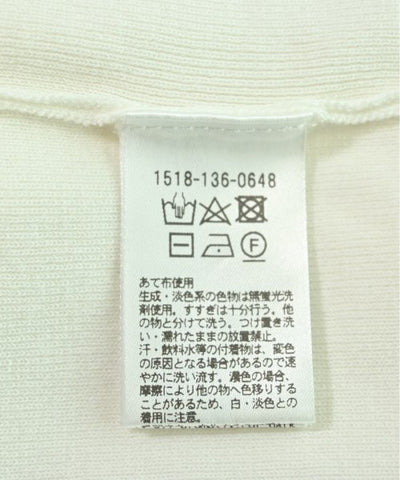 1518-136-0648
F
あて布使用
生成・淡色系の色物は無蛍光洗
剤使用。すすぎは十分行う。他
の物と分けて洗う。つけ置き洗
い・濡れたままの放置禁止。
汗・飲料水等の付着物は、変色
の原因となる場合があるので速
やかに洗い流す。濃色の場合、
摩擦により他の物へ色移りする
ことがあるため、白・淡色との
着用に注意。